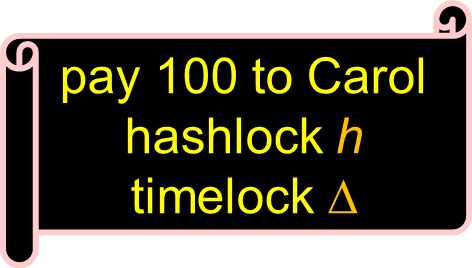 pay 100 to Carol
hashlock h
timelock Δ